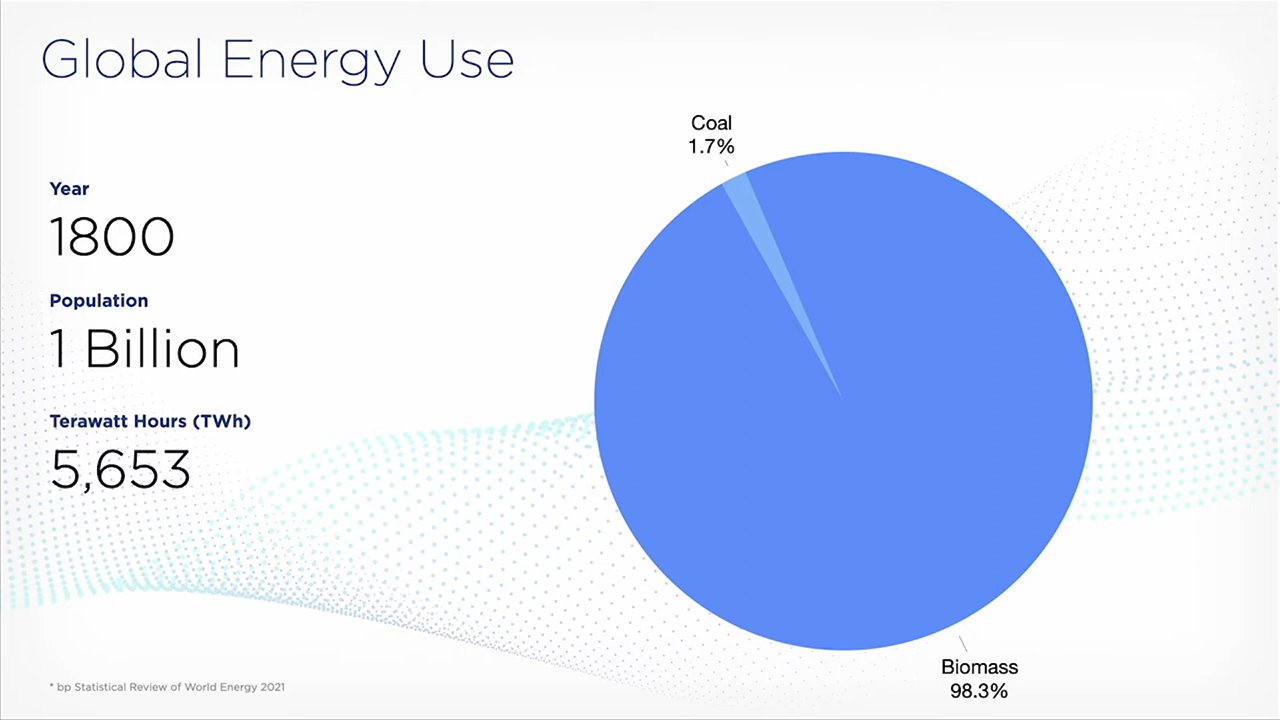 Global Energy Use
Coal
1.7%
Year
1800
Population
1 Billion
Terawatt Hours (TWh)
5,653
Biomass
98.3%
* bp Statistical Review of World Energy 2021